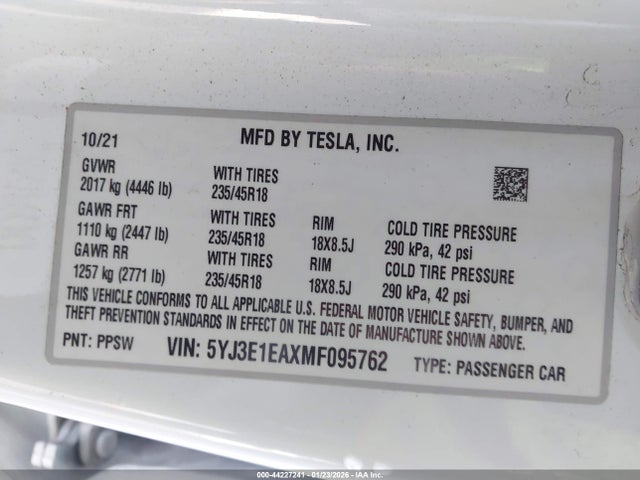 10/21 MFD BY TESLA, INC.
GVWR WITH TIRES
2017 kg (4446 lb) 235/45R18
GAWR FRT WITH TIRES RIM COLD TIRE PRESSURE
1110 kg (2447 lb) 235/45R18 18X8.5J 290 kPa, 42 psi
GAWR RR WITH TIRES RIM COLD TIRE PRESSURE
1257 kg (2771 lb) 235/45R18 18X8.5J 290 kPa, 42 psi
THIS VEHICLE CONFORMS TO ALL APPLICABLE U.S. FEDERAL MOTOR VEHICLE SAFETY, BUMPER, AND
THEFT PREVENTION STANDARDS IN EFFECT ON THE DATE OF MANUFACTURE SHOWN ABOVE.
PNT: PPSW VIN: 5YJ3E1EAXMF095762 TYPE: PASSENGER CAR
000-44227241 - 01/23/2026 - IAAI.COM